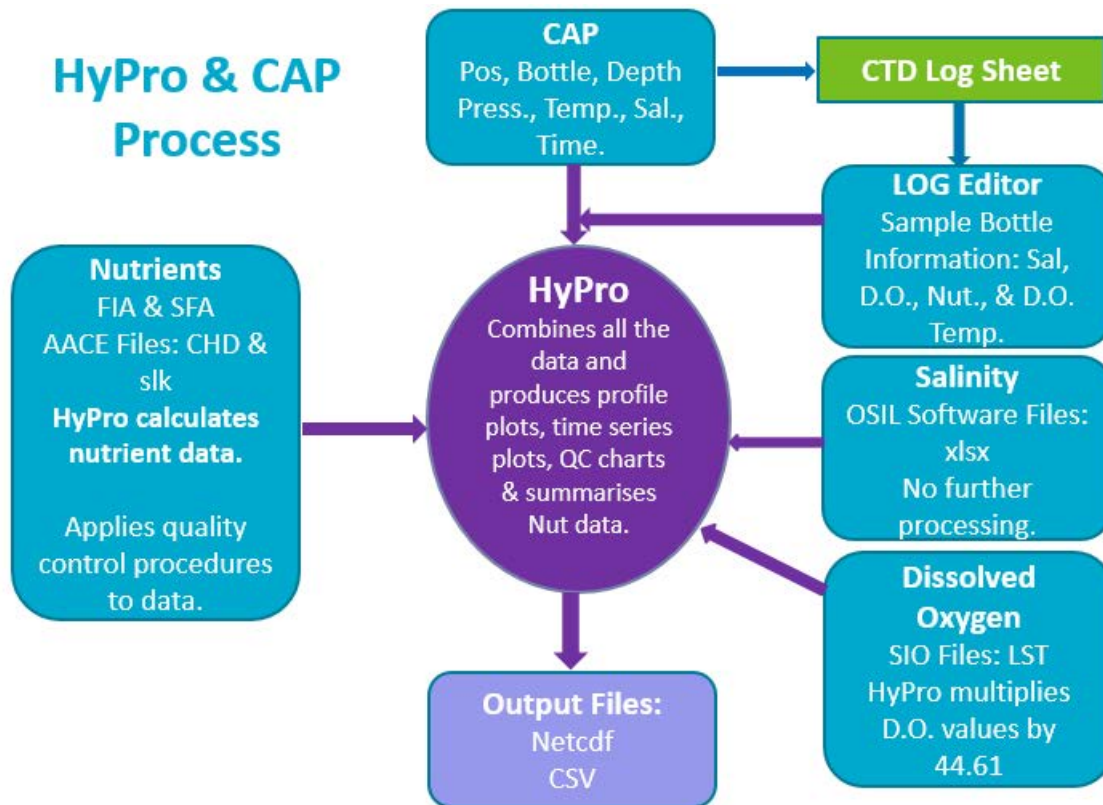 HyPro & CAP
Process
CAP
Pos, Bottle, Depth
Press., Temp., Sal.,
Time.
CTD Log Sheet
LOG Editor
Sample Bottle
Information: Sal,
D.O., Nut., & D.O.
Temp.
Nutrients
FIA & SFA
AACE Files: CHD &
slk
HyPro calculates
nutrient data.
Applies quality
control procedures
to data.
HyPro
Combines all the
data and
produces profile
plots, time series
plots, QC charts
& summarises
Nut data.
Salinity
OSIL Software Files:
xlsx
No further
processing.
Dissolved
Oxygen
SIO Files: LST
HyPro multiplies
D.O. values by
44.61
Output Files:
Netcdf
CSV